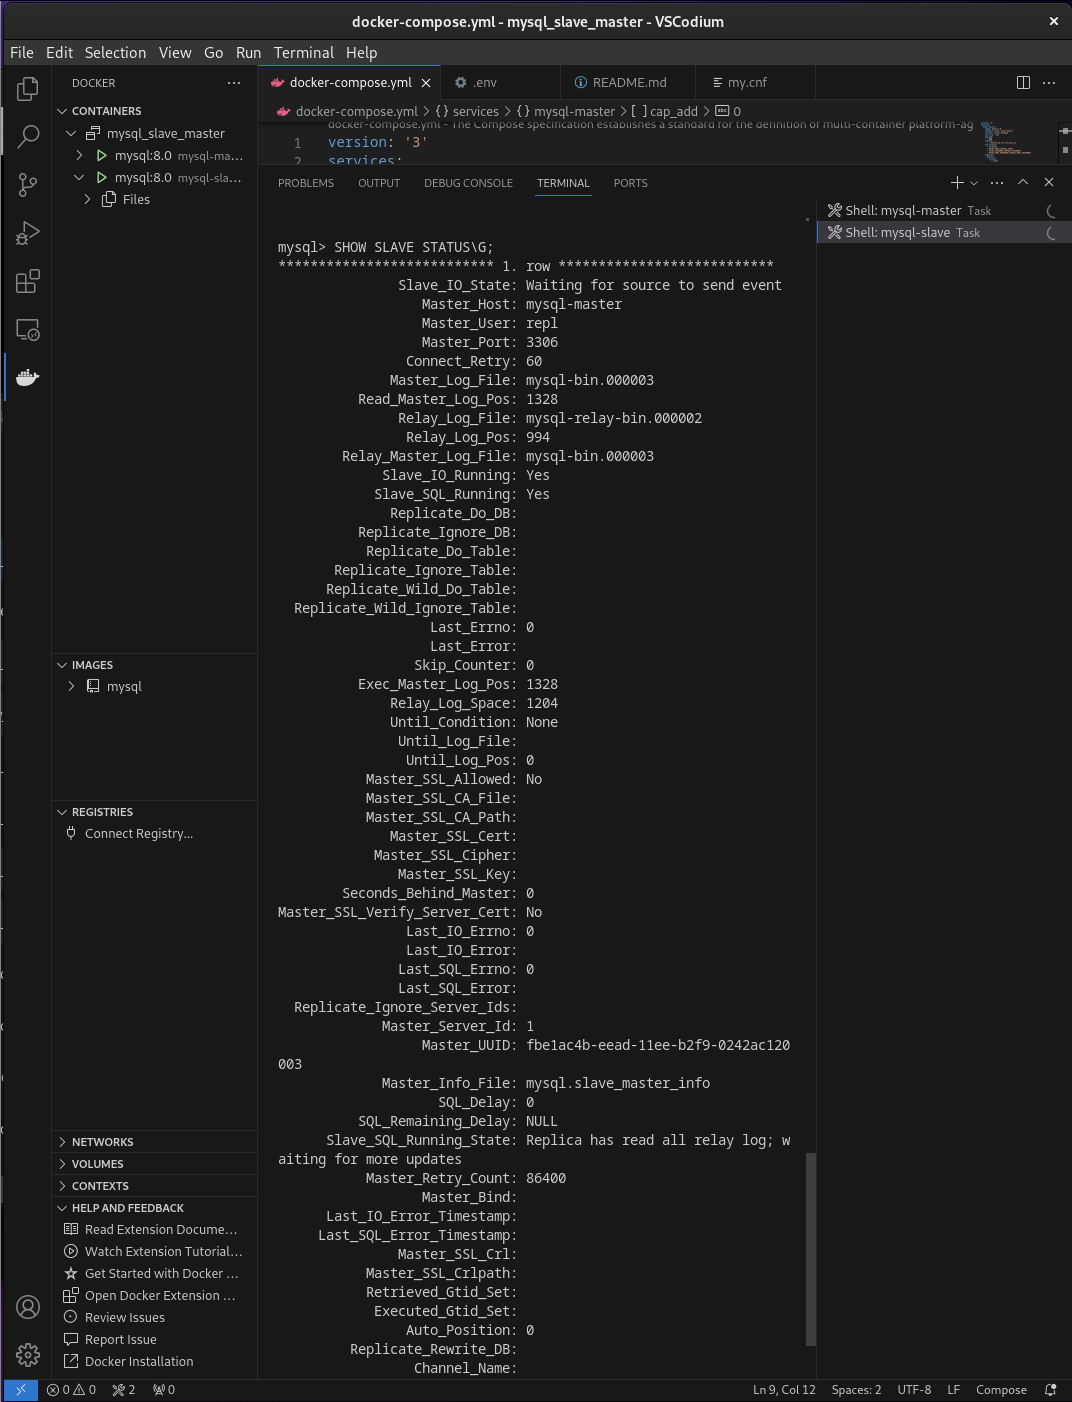 docker-compose.yml - mysql_slave_master - VSCodium
File Edit Selection View Go Run Terminal Help
DOCKER
docker-compose.yml
.env
README.md
my.cnf
CONTAINERS
mysql_slave_master
mysql:8.0 mysql-ma...
mysql:8.0 mysql-sla...
Files
docker-compose.yml > {} services > {} mysql-master > [ ] cap_add > abc 0
docker-compose.yml - The Compose specification establishes a standard for the definition of multi-container platform-ag
1 version: '3'
2 services:
PROBLEMS OUTPUT DEBUG CONSOLE TERMINAL PORTS
Shell: mysql-master Task
Shell: mysql-slave Task
mysql> SHOW SLAVE STATUS\G;
*************************** 1. row ***************************
Slave_IO_State: Waiting for source to send event
Master_Host: mysql-master
Master_User: repl
Master_Port: 3306
Connect_Retry: 60
Master_Log_File: mysql-bin.000003
Read_Master_Log_Pos: 1328
Relay_Log_File: mysql-relay-bin.000002
Relay_Log_Pos: 994
Relay_Master_Log_File: mysql-bin.000003
Slave_IO_Running: Yes
Slave_SQL_Running: Yes
Replicate_Do_DB:
Replicate_Ignore_DB:
Replicate_Do_Table:
Replicate_Ignore_Table:
Replicate_Wild_Do_Table:
Replicate_Wild_Ignore_Table:
Last_Errno: 0
Last_Error:
Skip_Counter: 0
Exec_Master_Log_Pos: 1328
Relay_Log_Space: 1204
Until_Condition: None
Until_Log_File:
Until_Log_Pos: 0
Master_SSL_Allowed: No
Master_SSL_CA_File:
Master_SSL_CA_Path:
Master_SSL_Cert:
Master_SSL_Cipher:
Master_SSL_Key:
Seconds_Behind_Master: 0
Master_SSL_Verify_Server_Cert: No
Last_IO_Errno: 0
Last_IO_Error:
Last_SQL_Errno: 0
Last_SQL_Error:
Replicate_Ignore_Server_Ids:
Master_Server_Id: 1
Master_UUID: fbe1ac4b-eead-11ee-b2f9-0242ac120
003
Master_Info_File: mysql.slave_master_info
SQL_Delay: 0
SQL_Remaining_Delay: NULL
Slave_SQL_Running_State: Replica has read all relay log; w
aiting for more updates
Master_Retry_Count: 86400
Master_Bind:
Last_IO_Error_Timestamp:
Last_SQL_Error_Timestamp:
Master_SSL_Crl:
Master_SSL_Crlpath:
Retrieved_Gtid_Set:
Executed_Gtid_Set:
Auto_Position: 0
Replicate_Rewrite_DB:
Channel_Name:
IMAGES
mysql
REGISTRIES
Connect Registry...
NETWORKS
VOLUMES
CONTEXTS
HELP AND FEEDBACK
Read Extension Docume...
Watch Extension Tutorial...
Get Started with Docker ...
Open Docker Extension ...
Review Issues
Report Issue
Docker Installation
0 0 2 0
Ln 9, Col 12 Spaces: 2 UTF-8 LF Compose